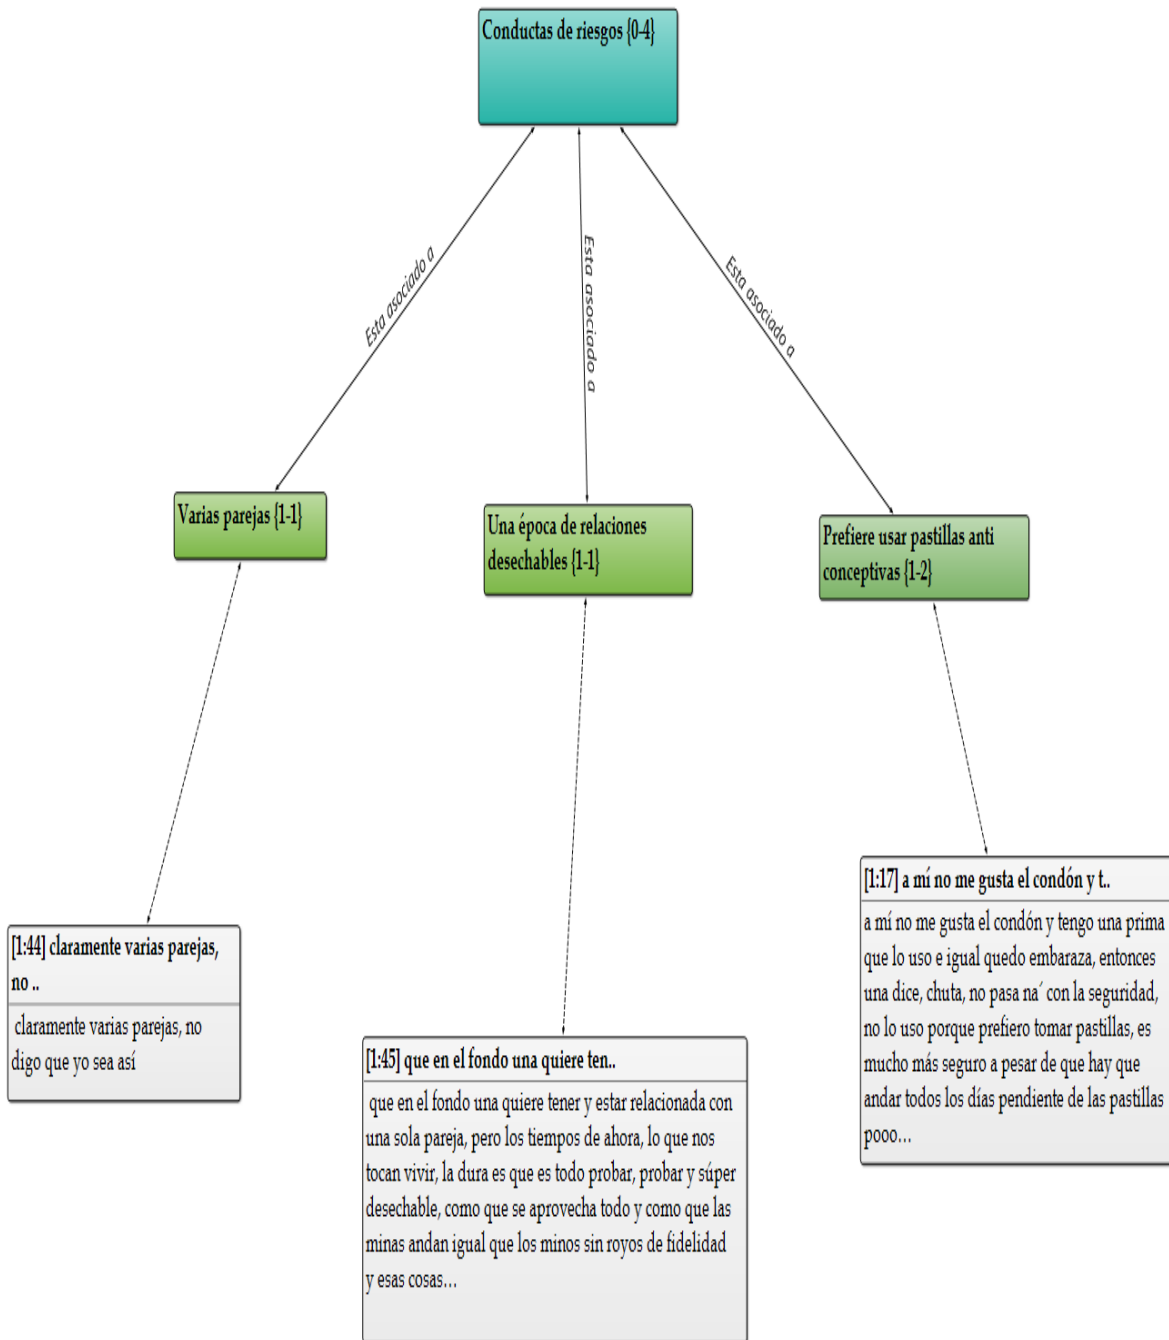 Conductas de riesgos {0-4}
Esta asociado a
Esta asociado a
Esta asociado a
Varias parejas {1-1}
Una época de relaciones
desechables {1-1}
Prefiere usar pastillas anti
conceptivas {1-2}
[1:44] claramente varias parejas,
no ..
claramente varias parejas, no
digo que yo sea así
[1:45] que en el fondo una quiere ten..
que en el fondo una quiere tener y estar relacionada con
una sola pareja, pero los tiempos de ahora, lo que nos
tocan vivir, la dura es que es todo probar, probar y súper
desechable, como que se aprovecha todo y como que las
minas andan igual que los minos sin royos de fidelidad
y esas cosas...
[1:17] a mí no me gusta el condón y t..
a mí no me gusta el condón y tengo una prima
que lo uso e igual quedo embaraza, entonces
una dice, chuta, no pasa na´ con la seguridad,
no lo uso porque prefiero tomar pastillas, es
mucho más seguro a pesar de que hay que
andar todos los días pendiente de las pastillas
pooo...